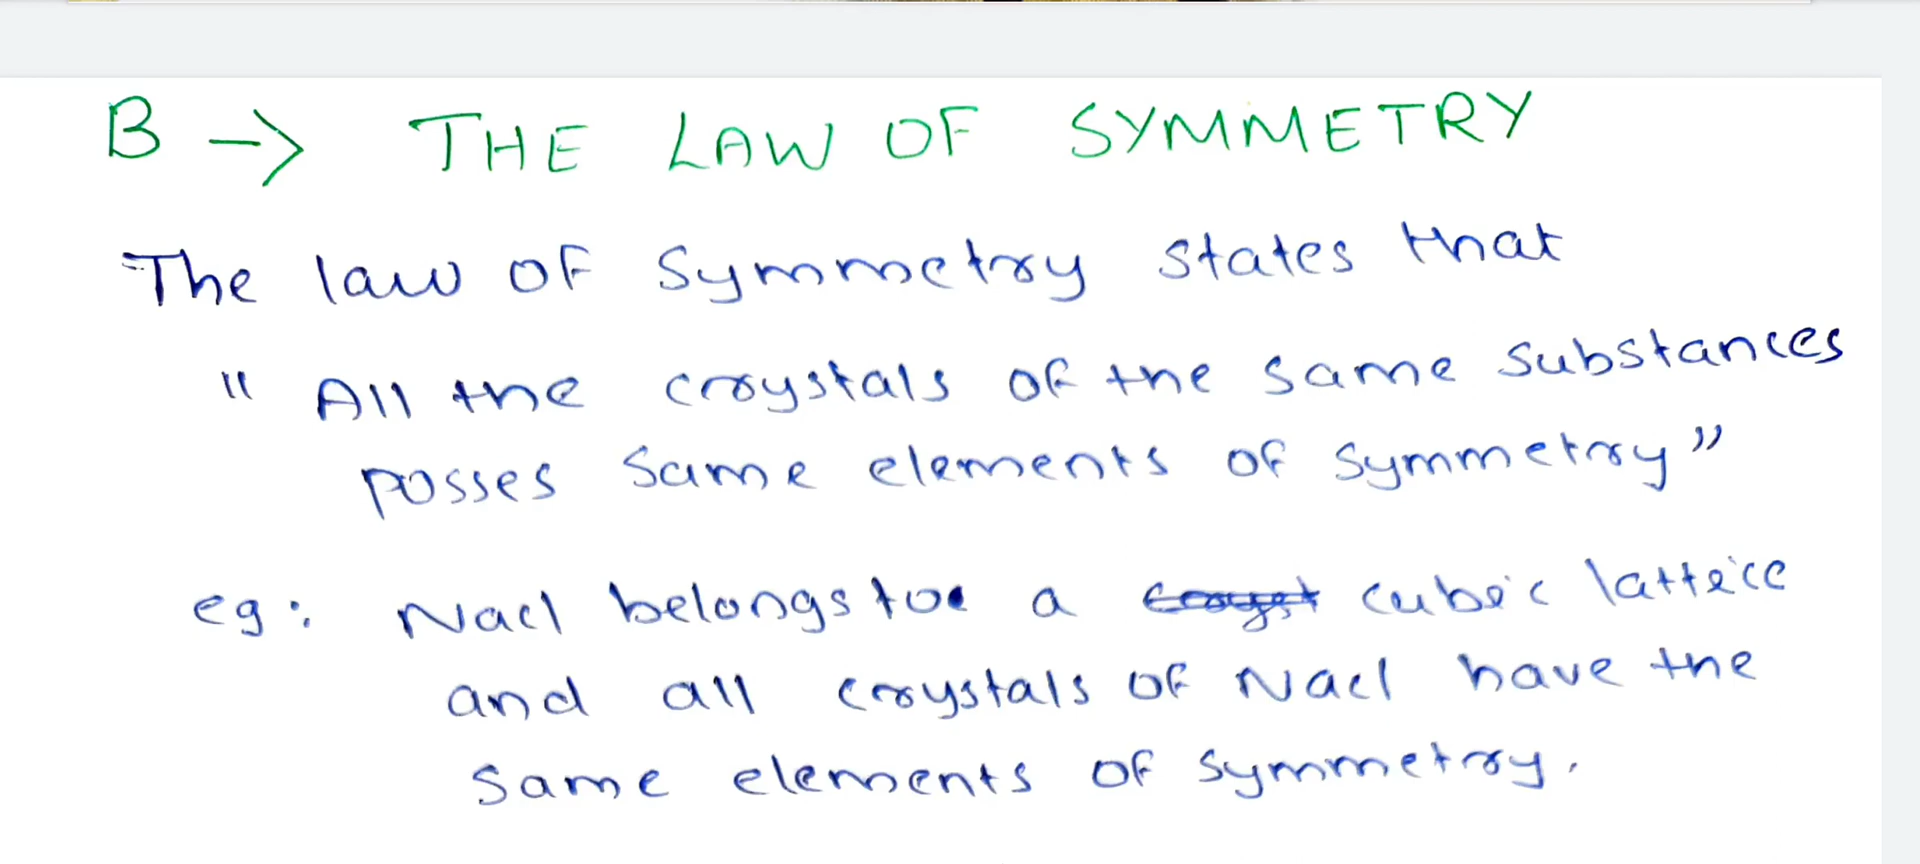 B → THE LAW OF SYMMETRY
The law of symmetry states that
" All the crystals of the same substances
posses same elements of symmetry"
eg: Nacl belongs to a cubic lattice
and all crystals of Nacl have the
same elements of symmetry.